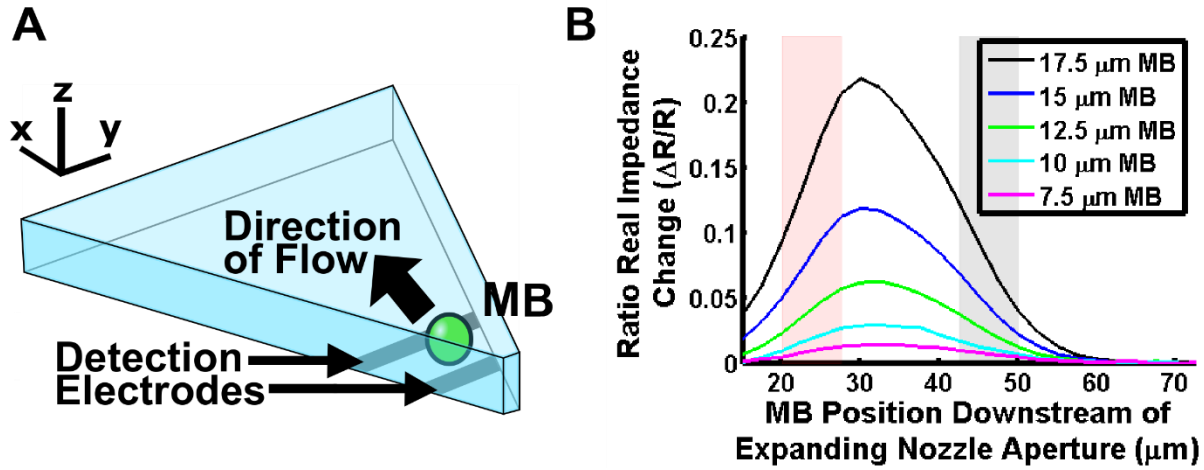 A
z
x
y
Direction
of Flow
MB
Detection
Electrodes
B
Ratio Real Impedance
Change (ΔR/R)
0.25
0.2
0.15
0.1
0.05
0
17.5 μm MB
15 μm MB
12.5 μm MB
10 μm MB
7.5 μm MB
20 30 40 50 60 70
MB Position Downstream of
Expanding Nozzle Aperture (μm)